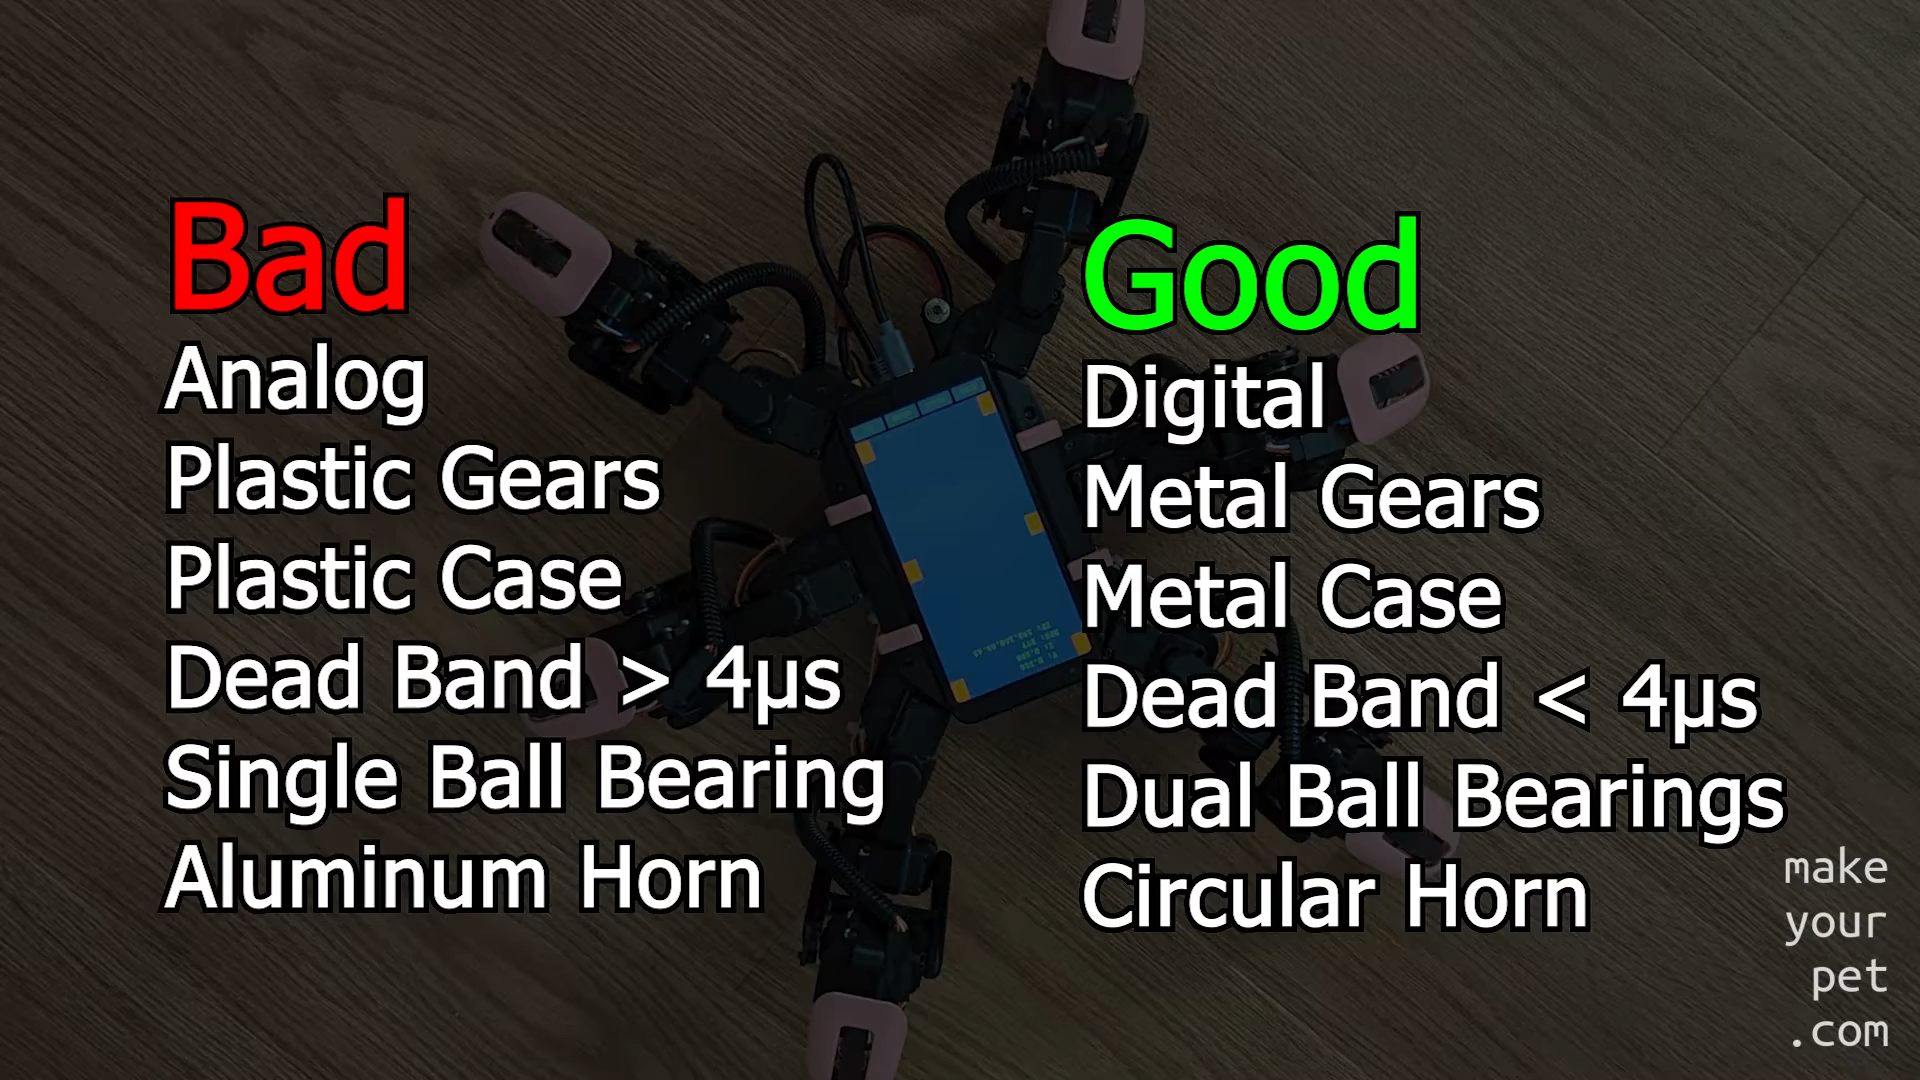 Bad
Analog
Plastic Gears
Plastic Case
Dead Band > 4µs
Single Ball Bearing
Aluminum Horn
Good
Digital
Metal Gears
Metal Case
Dead Band < 4µs
Dual Ball Bearings
Circular Horn
make
your
pet
.com